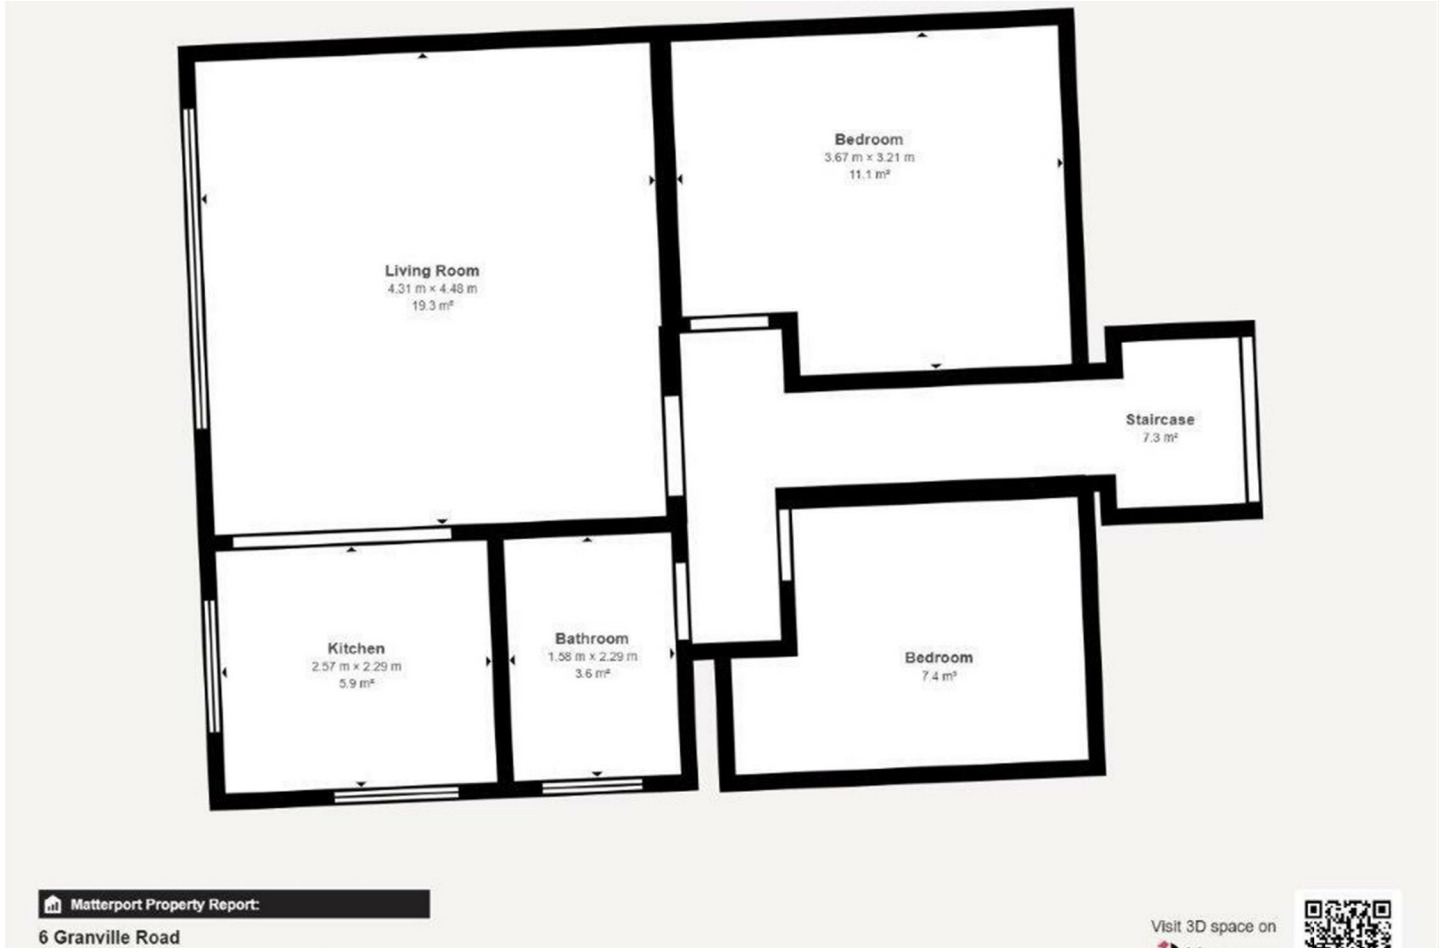 Bedroom
3.67 m × 3.21 m
11.1 m²
Living Room
4.31 m × 4.48 m
19.3 m²
Staircase
7.3 m²
Kitchen
2.57 m × 2.29 m
5.9 m²
Bathroom
1.58 m × 2.29 m
3.6 m²
Bedroom
7.4 m²
Matterport Property Report:
6 Granville Road
Visit 3D space on